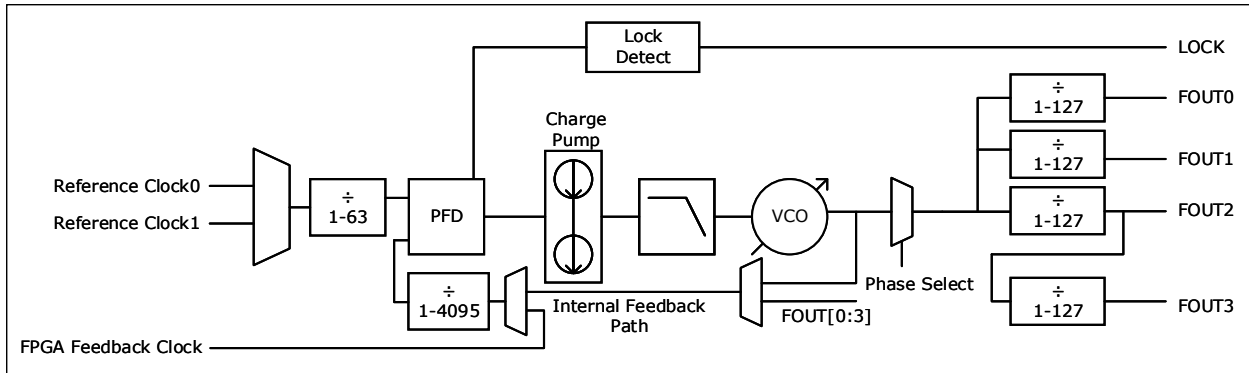 Lock
Detect
LOCK
÷
1-127
FOUT0
Charge
Pump
÷
1-127
FOUT1
Reference Clock0
Reference Clock1
÷
1-63
PFD
VCO
÷
1-127
FOUT2
Phase Select
÷
1-4095
Internal Feedback
Path
FOUT[0:3]
÷
1-127
FOUT3
FPGA Feedback Clock